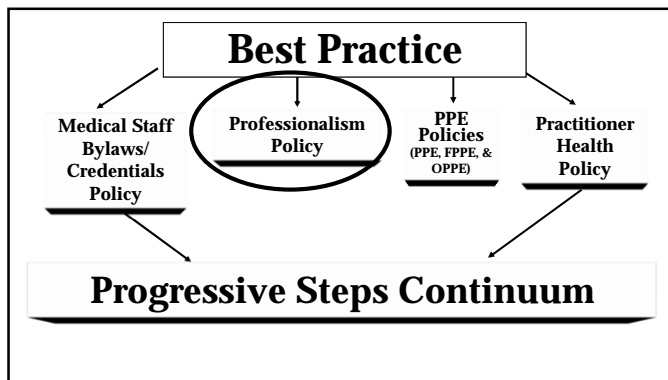 Best Practice
Medical Staff
Bylaws/
Credentials
Policy
Professionalism
Policy
PPE
Policies
(PPE, FPPE, &
OPPE)
Practitioner
Health
Policy
Progressive Steps Continuum